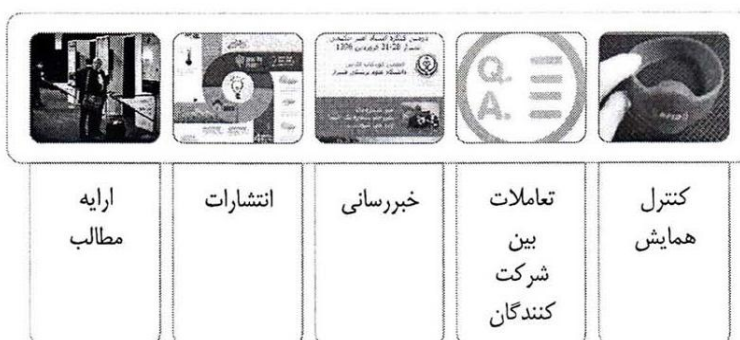 Q.
A.
کنترل
همایش
تعاملات
بین
شرکت
کنندگان
خبررسانی
انتشارات
ارایه
مطالب